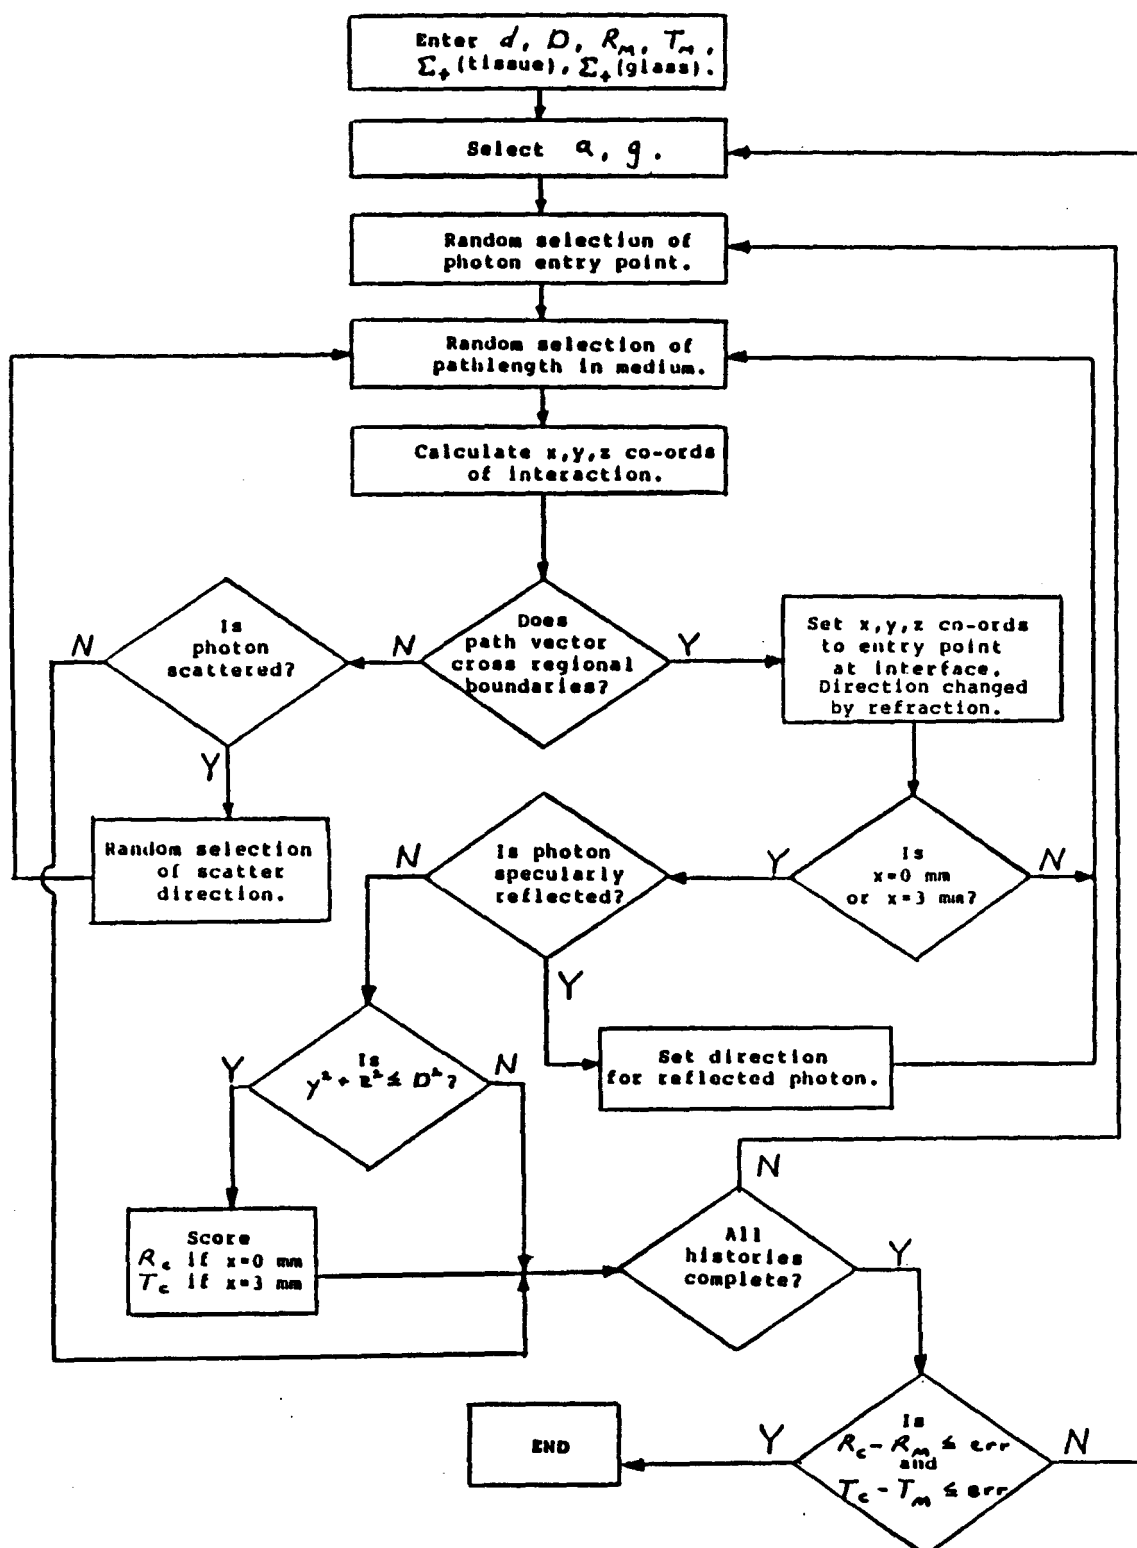 Enter d, D, R_M, T_M,
Σ_t(tissue), Σ_t(glass).
Select a, g.
Random selection of
photon entry point.
Random selection of
pathlength in medium.
Calculate x,y,z co-ords
of interaction.
Does
path vector
cross regional
boundaries?
N
Y
Is
photon
scattered?
N
Y
Random selection
of scatter
direction.
Set x,y,z co-ords
to entry point
at interface.
Direction changed
by refraction.
Is
x=0 mm
or x=3 mm?
Y
N
Is photon
specularly
reflected?
N
Y
Set direction
for reflected photon.
Is
y² + z² ≤ D²?
Y
N
Score
R_c if x=0 mm
T_c if x=3 mm
All
histories
complete?
N
Y
Is
R_c - R_M ≤ err
and
T_c - T_M ≤ err
Y
N
END